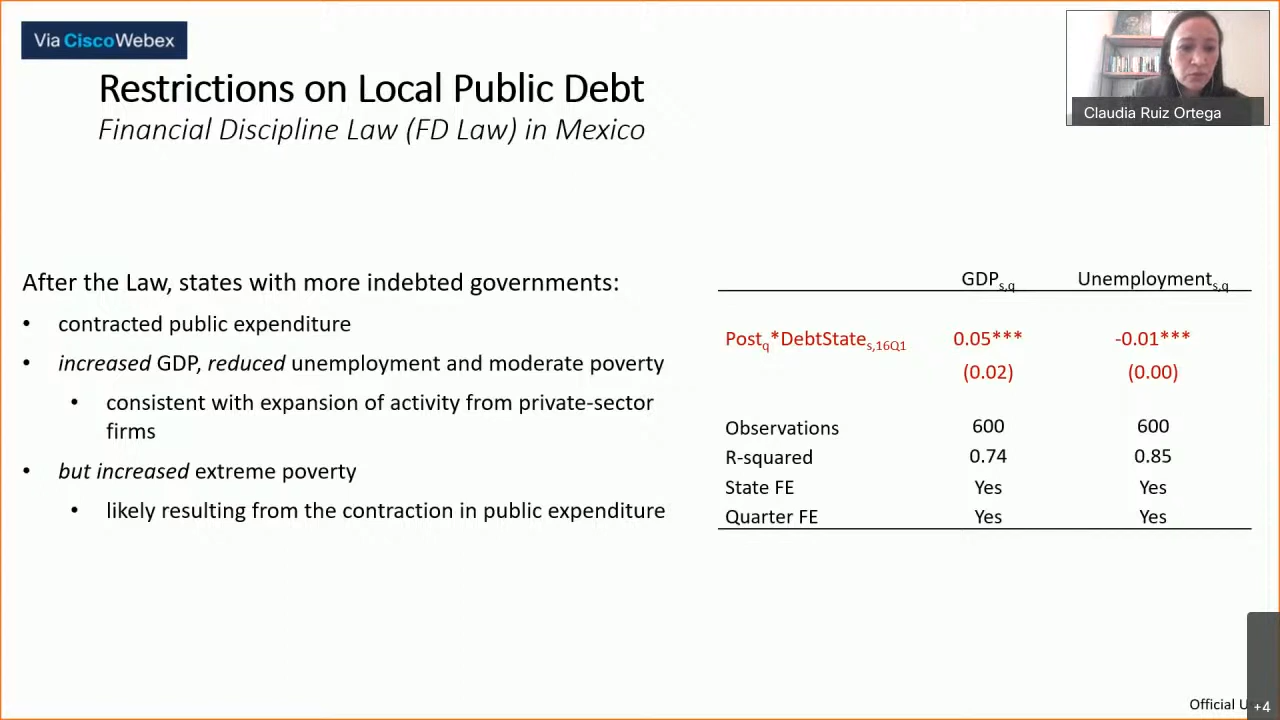 Via CiscoWebex
Restrictions on Local Public Debt
Financial Discipline Law (FD Law) in Mexico
Claudia Ruiz Ortega
After the Law, states with more indebted governments:
• contracted public expenditure
• increased GDP, reduced unemployment and moderate poverty
• consistent with expansion of activity from private-sector
firms
• but increased extreme poverty
• likely resulting from the contraction in public expenditure
GDPs,q Unemployments,q
Postq*DebtStates,16Q1 0.05*** -0.01***
(0.02) (0.00)
Observations 600 600
R-squared 0.74 0.85
State FE Yes Yes
Quarter FE Yes Yes
Official
+4